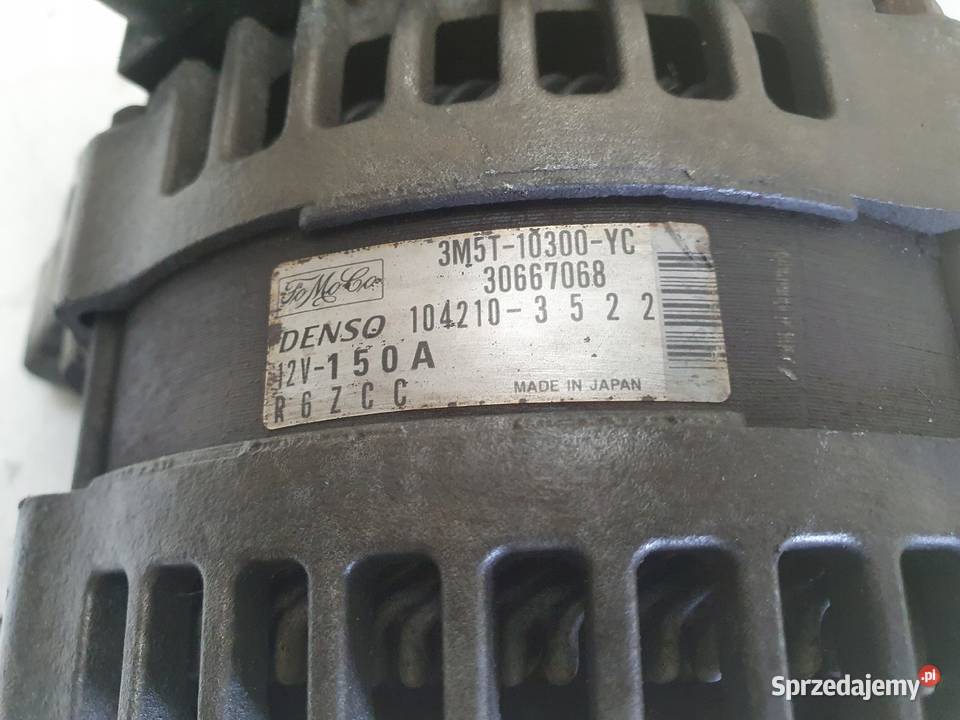 3M5T-10300-YC
FoMoCo
30667068
DENSO 104210-3522
12V-150A
R6ZCC
MADE IN JAPAN
Sprzedajemy.pl